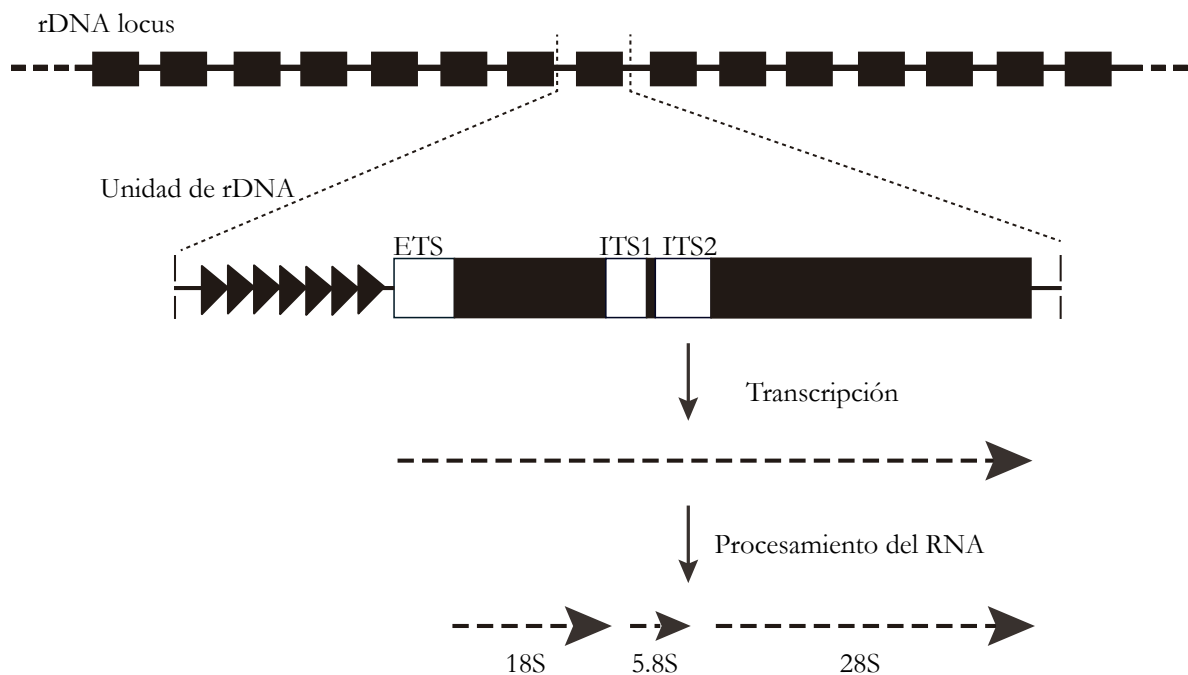 rDNA locus
Unidad de rDNA
ETS ITS1 ITS2
Transcripción
Procesamiento del RNA
18S 5.8S 28S